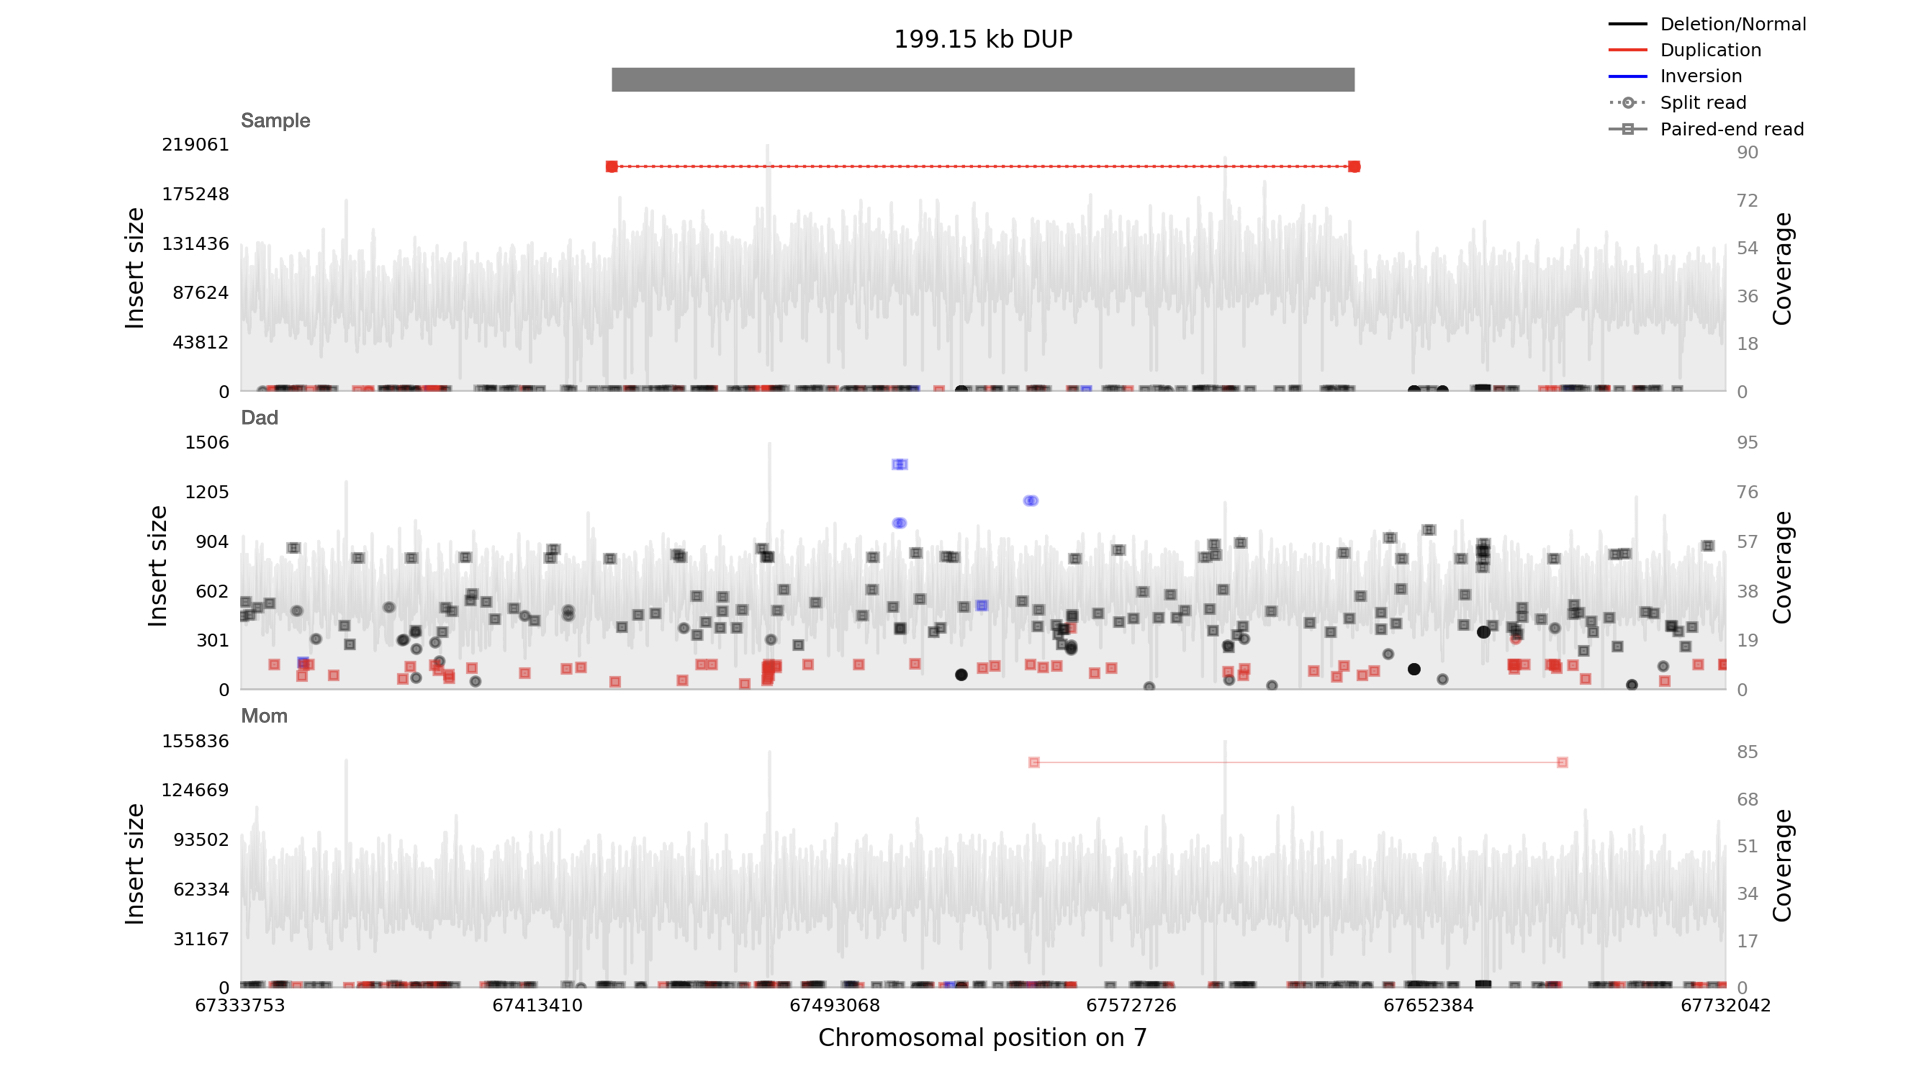 199.15 kb DUP
Deletion/Normal
Duplication
Inversion
Split read
Paired-end read
Sample
219061
175248
131436
87624
43812
0
Insert size
90
72
54
36
18
0
Coverage
Dad
1506
1205
904
602
301
0
Insert size
95
76
57
38
19
0
Coverage
Mom
155836
124669
93502
62334
31167
0
Insert size
85
68
51
34
17
0
Coverage
67333753 67413410 67493068 67572726 67652384 67732042
Chromosomal position on 7